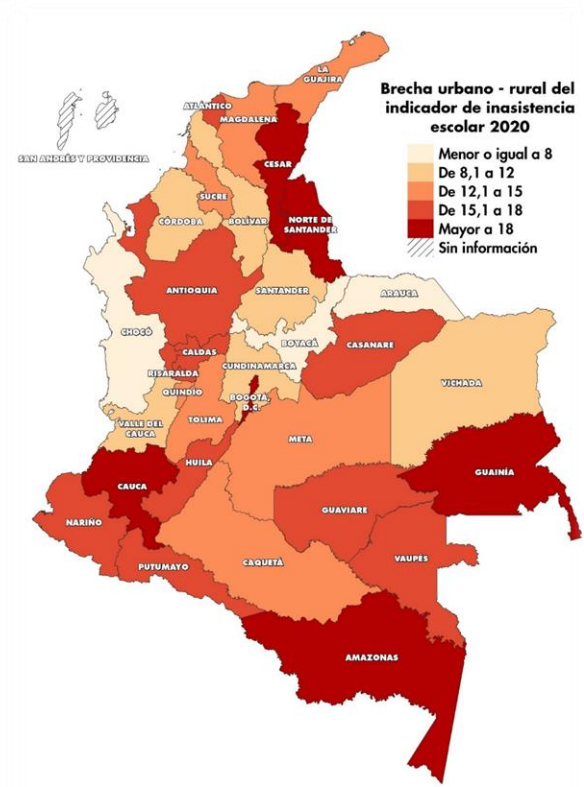 Brecha urbano - rural del
indicador de inasistencia
escolar 2020
Menor o igual a 8
De 8,1 a 12
De 12,1 a 15
De 15,1 a 18
Mayor a 18
Sin información
LA
GUAJIRA
ATLÁNTICO
MAGDALENA
SAN ANDRÉS Y PROVIDENCIA
CESAR
SUCRE
CÓRDOBA
BOLÍVAR
NORTE DE
SANTANDER
ANTIOQUIA
SANTANDER
ARAUCA
CHOCÓ
BOYACÁ
CASANARE
CALDAS
RISARALDA
CUNDINAMARCA
VICHADA
QUINDÍO
BOGOTÁ,
D.C.
TOLIMA
VALLE DEL
CAUCA
META
HUILA
GUAINÍA
CAUCA
GUAVIARE
NARIÑO
VAUPÉS
PUTUMAYO
CAQUETÁ
AMAZONAS